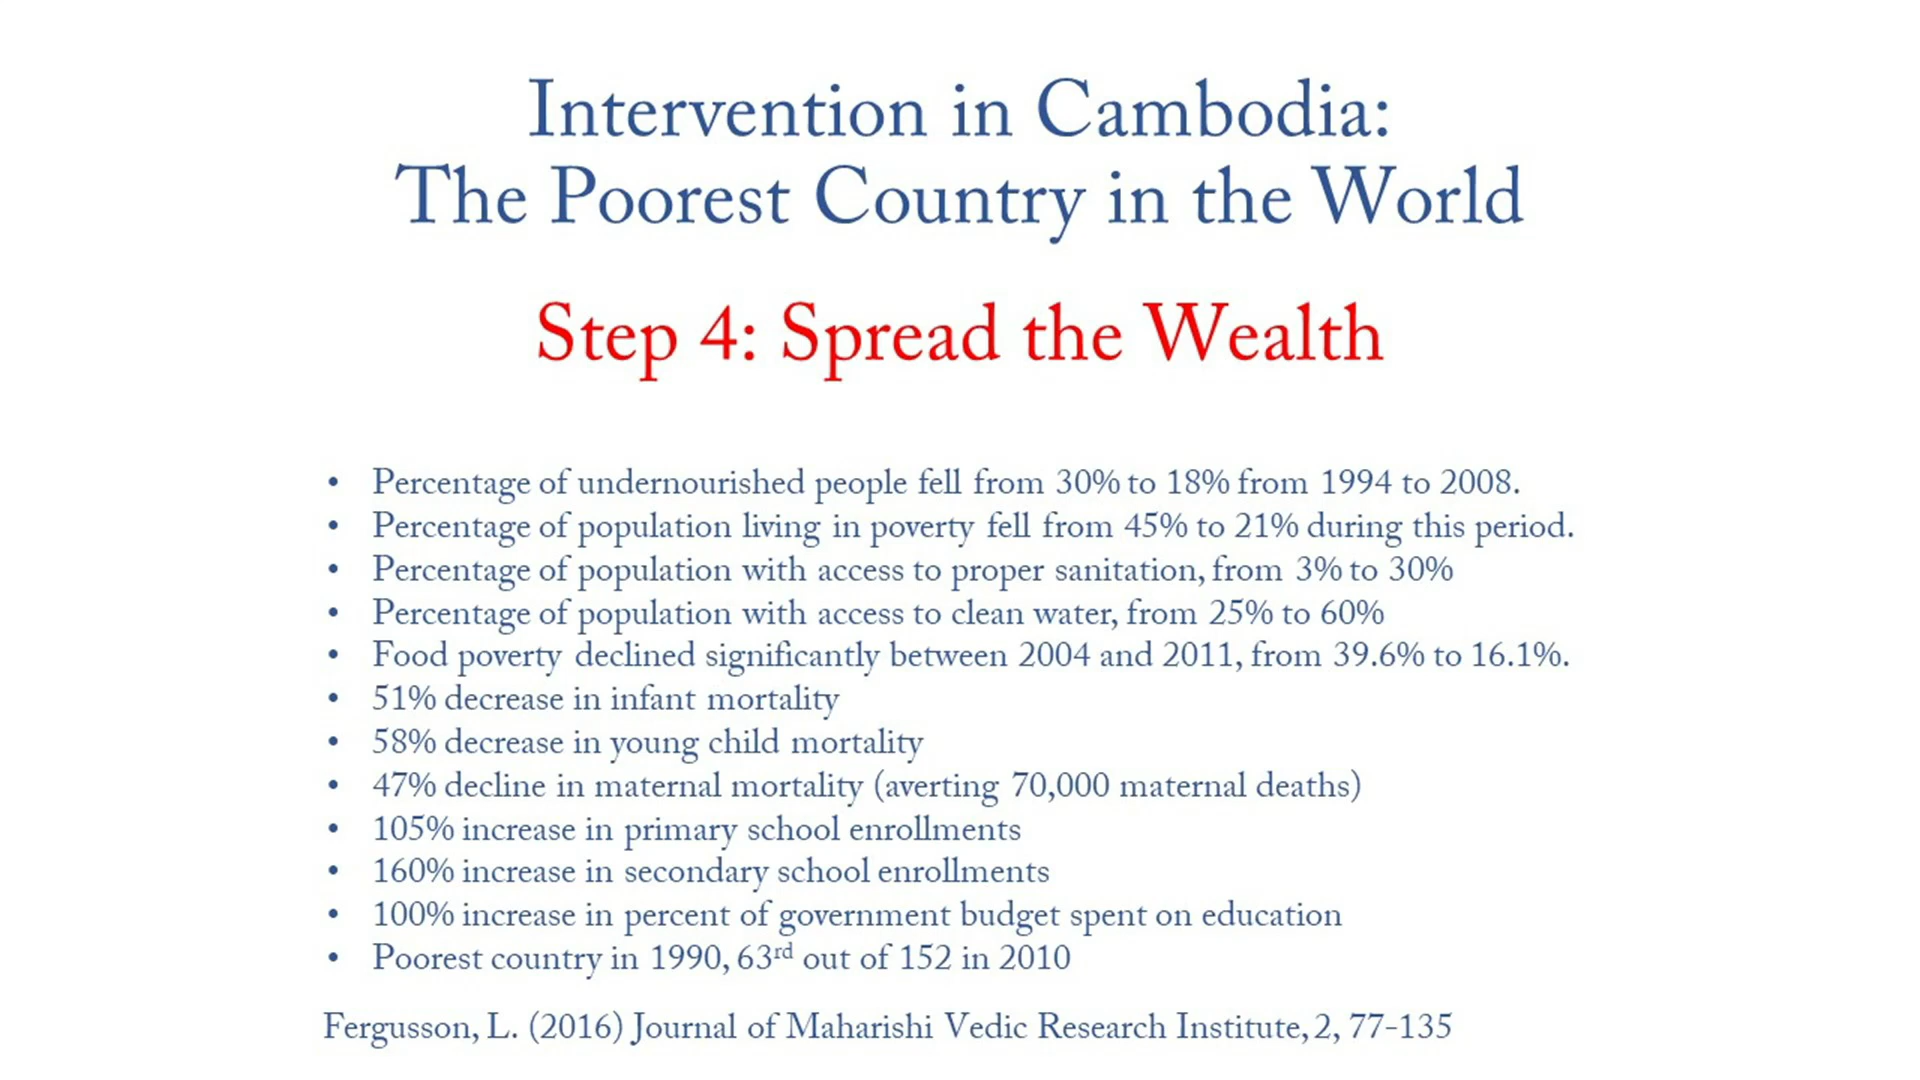 Intervention in Cambodia:
The Poorest Country in the World
Step 4: Spread the Wealth
• Percentage of undernourished people fell from 30% to 18% from 1994 to 2008.
• Percentage of population living in poverty fell from 45% to 21% during this period.
• Percentage of population with access to proper sanitation, from 3% to 30%
• Percentage of population with access to clean water, from 25% to 60%
• Food poverty declined significantly between 2004 and 2011, from 39.6% to 16.1%.
• 51% decrease in infant mortality
• 58% decrease in young child mortality
• 47% decline in maternal mortality (averting 70,000 maternal deaths)
• 105% increase in primary school enrollments
• 160% increase in secondary school enrollments
• 100% increase in percent of government budget spent on education
• Poorest country in 1990, 63rd out of 152 in 2010
Fergusson, L. (2016) Journal of Maharishi Vedic Research Institute, 2, 77-135